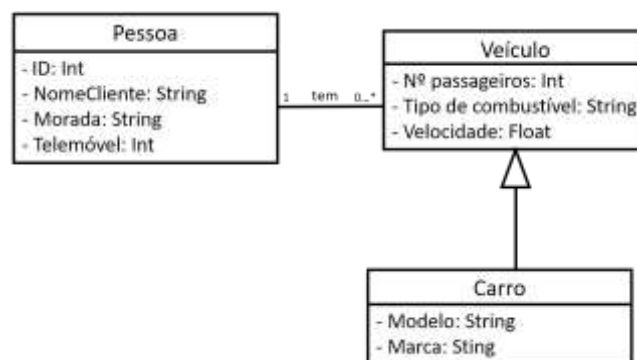 Pessoa
- ID: Int
- NomeCliente: String
- Morada: String
- Telemóvel: Int
1 tem 0...*
Veículo
- Nº passageiros: Int
- Tipo de combustível: String
- Velocidade: Float
Carro
- Modelo: String
- Marca: Sting